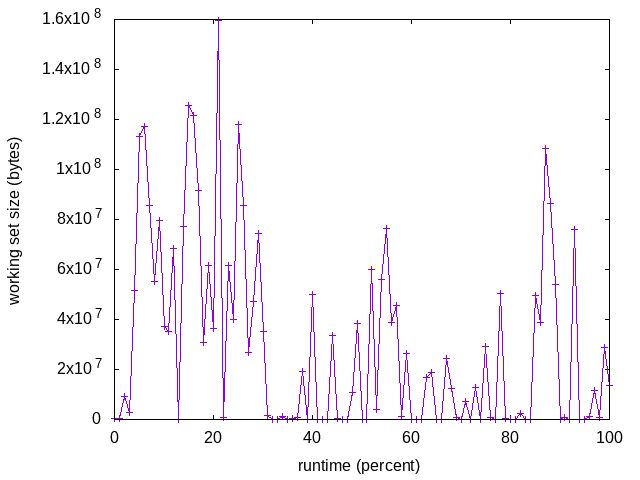 1.6x10^8
1.4x10^8
1.2x10^8
1x10^8
8x10^7
6x10^7
4x10^7
2x10^7
0
working set size (bytes)
0 20 40 60 80 100
runtime (percent)